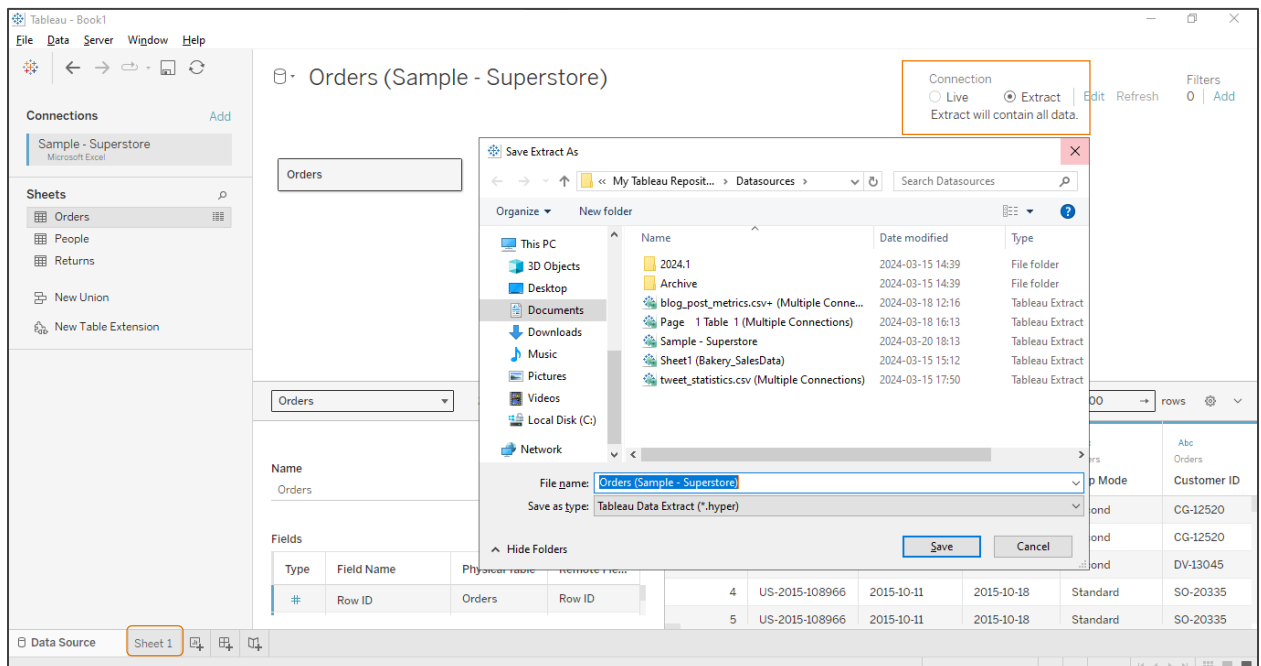 Tableau - Book1
File Data Server Window Help
Orders (Sample - Superstore)
Connection
Live Extract Edit Refresh
Extract will contain all data.
Filters
0 Add
Connections Add
Sample - Superstore
Microsoft Excel
Sheets
Orders
People
Returns
New Union
New Table Extension
Orders
Save Extract As
« My Tableau Reposit... › Datasources ›
Search Datasources
Organize New folder
This PC
3D Objects
Desktop
Documents
Downloads
Music
Pictures
Videos
Local Disk (C:)
Network
Name Date modified Type
2024.1 2024-03-15 14:39 File folder
Archive 2024-03-15 14:39 File folder
blog_post_metrics.csv+ (Multiple Conne... 2024-03-18 12:16 Tableau Extract
Page 1 Table 1 (Multiple Connections) 2024-03-18 16:13 Tableau Extract
Sample - Superstore 2024-03-20 18:13 Tableau Extract
Sheet1 (Bakery_SalesData) 2024-03-15 15:12 Tableau Extract
tweet_statistics.csv (Multiple Connections) 2024-03-15 17:50 Tableau Extract
File name: Orders (Sample - Superstore)
Save as type: Tableau Data Extract (*.hyper)
Hide Folders
Save Cancel
Orders
00 → rows
Name
Orders
Fields
Type Field Name Physical Table Remote Fie...
# Row ID Orders Row ID
Abc
Orders
p Mode Customer ID
ond CG-12520
ond CG-12520
ond DV-13045
4 US-2015-108966 2015-10-11 2015-10-18 Standard SO-20335
5 US-2015-108966 2015-10-11 2015-10-18 Standard SO-20335
Data Source Sheet 1